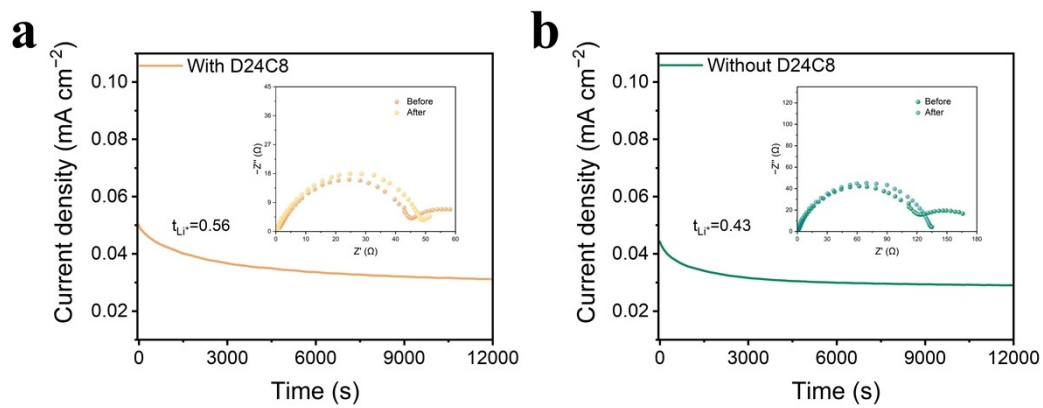 a
With D24C8
Current density (mA cm⁻²)
0.10
0.08
0.06
0.04
0.02
0
3000
6000
9000
12000
Time (s)
t_Li⁺=0.56
-Z'' (Ω)
45
36
27
18
9
0
0
10
20
30
40
50
60
Z' (Ω)
Before
After
b
Without D24C8
Current density (mA cm⁻²)
0.10
0.08
0.06
0.04
0.02
0
3000
6000
9000
12000
Time (s)
t_Li⁺=0.43
-Z'' (Ω)
120
100
80
60
40
20
0
0
30
60
90
120
150
180
Z' (Ω)
Before
After